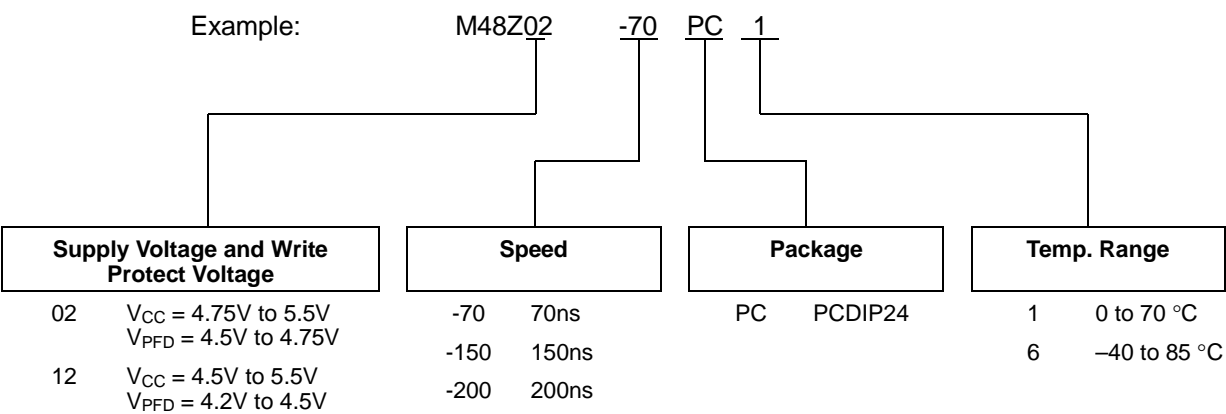 Example: M48Z02 -70 PC 1
Supply Voltage and Write
Protect Voltage
02 VCC = 4.75V to 5.5V
VPFD = 4.5V to 4.75V
12 VCC = 4.5V to 5.5V
VPFD = 4.2V to 4.5V
Speed
-70 70ns
-150 150ns
-200 200ns
Package
PC PCDIP24
Temp. Range
1 0 to 70 °C
6 –40 to 85 °C